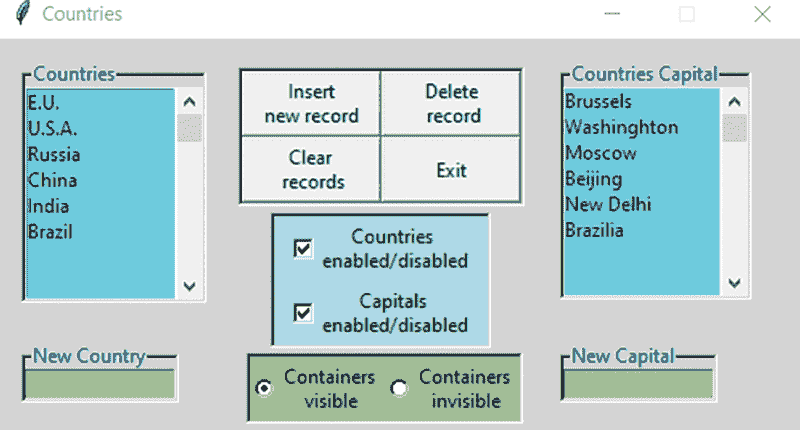 Countries
Countries
E.U.
U.S.A.
Russia
China
India
Brazil
Insert
new record
Delete
record
Clear
records
Exit
Countries
enabled/disabled
Capitals
enabled/disabled
Countries Capital
Brussels
Washinghton
Moscow
Beijing
New Delhi
Brazilia
New Country
Containers
visible
Containers
invisible
New Capital